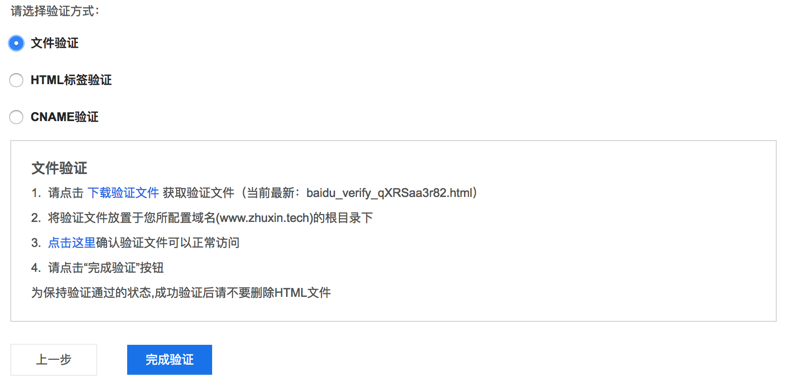 请选择验证方式：
文件验证
HTML标签验证
CNAME验证
文件验证
1. 请点击 下载验证文件 获取验证文件（当前最新：baidu_verify_qXRSaa3r82.html）
2. 将验证文件放置于您所配置域名(www.zhuxin.tech)的根目录下
3. 点击这里确认验证文件可以正常访问
4. 请点击“完成验证”按钮
为保持验证通过的状态,成功验证后请不要删除HTML文件
上一步
完成验证